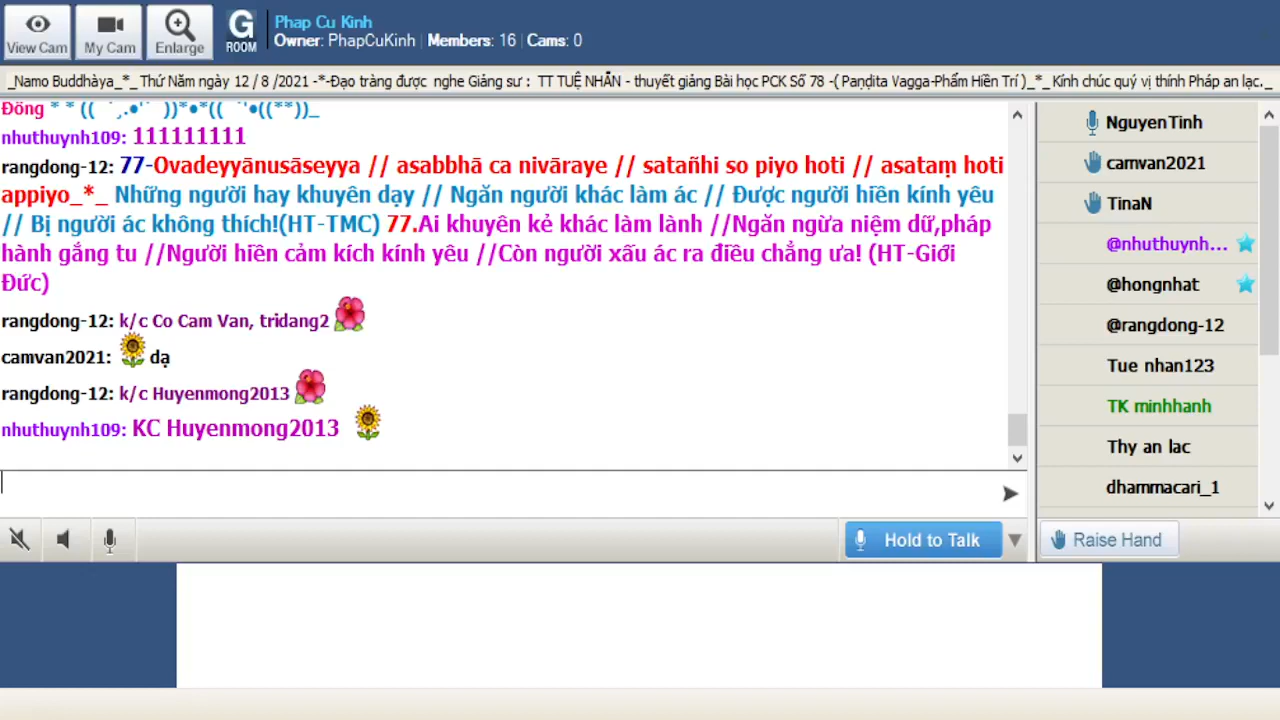 View Cam
My Cam
Enlarge
G
ROOM
Phap Cu Kinh
Owner: PhapCuKinh | Members: 16 | Cams: 0
_Namo Buddhàya_*_ Thứ Năm ngày 12 / 8 /2021 -*-Đạo tràng được nghe Giảng sư : TT TUỆ NHẪN - thuyết giảng Bài học PCK Số 78 -( Paṇḍita Vagga-Phẩm Hiền Trí )_*_ Kính chúc quý vị thính Pháp an lạc._
nhuthuynh109: 111111111
rangdong-12: 77-Ovadeyyānusāseyya // asabbhā ca nivāraye // satañhi so piyo hoti // asataṃ hoti
appiyo_*_ Những người hay khuyên dạy // Ngăn người khác làm ác // Được người hiền kính yêu
// Bị người ác không thích!(HT-TMC) 77.Ai khuyên kẻ khác làm lành //Ngăn ngừa niệm dữ,pháp
hành gắng tu //Người hiền cảm kích kính yêu //Còn người xấu ác ra điều chẳng ưa! (HT-Giới
Đức)
rangdong-12: k/c Co Cam Van, tridang2
camvan2021: dạ
rangdong-12: k/c Huyenmong2013
nhuthuynh109: KC Huyenmong2013
Hold to Talk
NguyenTinh
camvan2021
TinaN
@nhuthuynh...
@hongnhat
@rangdong-12
Tue nhan123
TK minhhanh
Thy an lac
dhammacari_1
Raise Hand